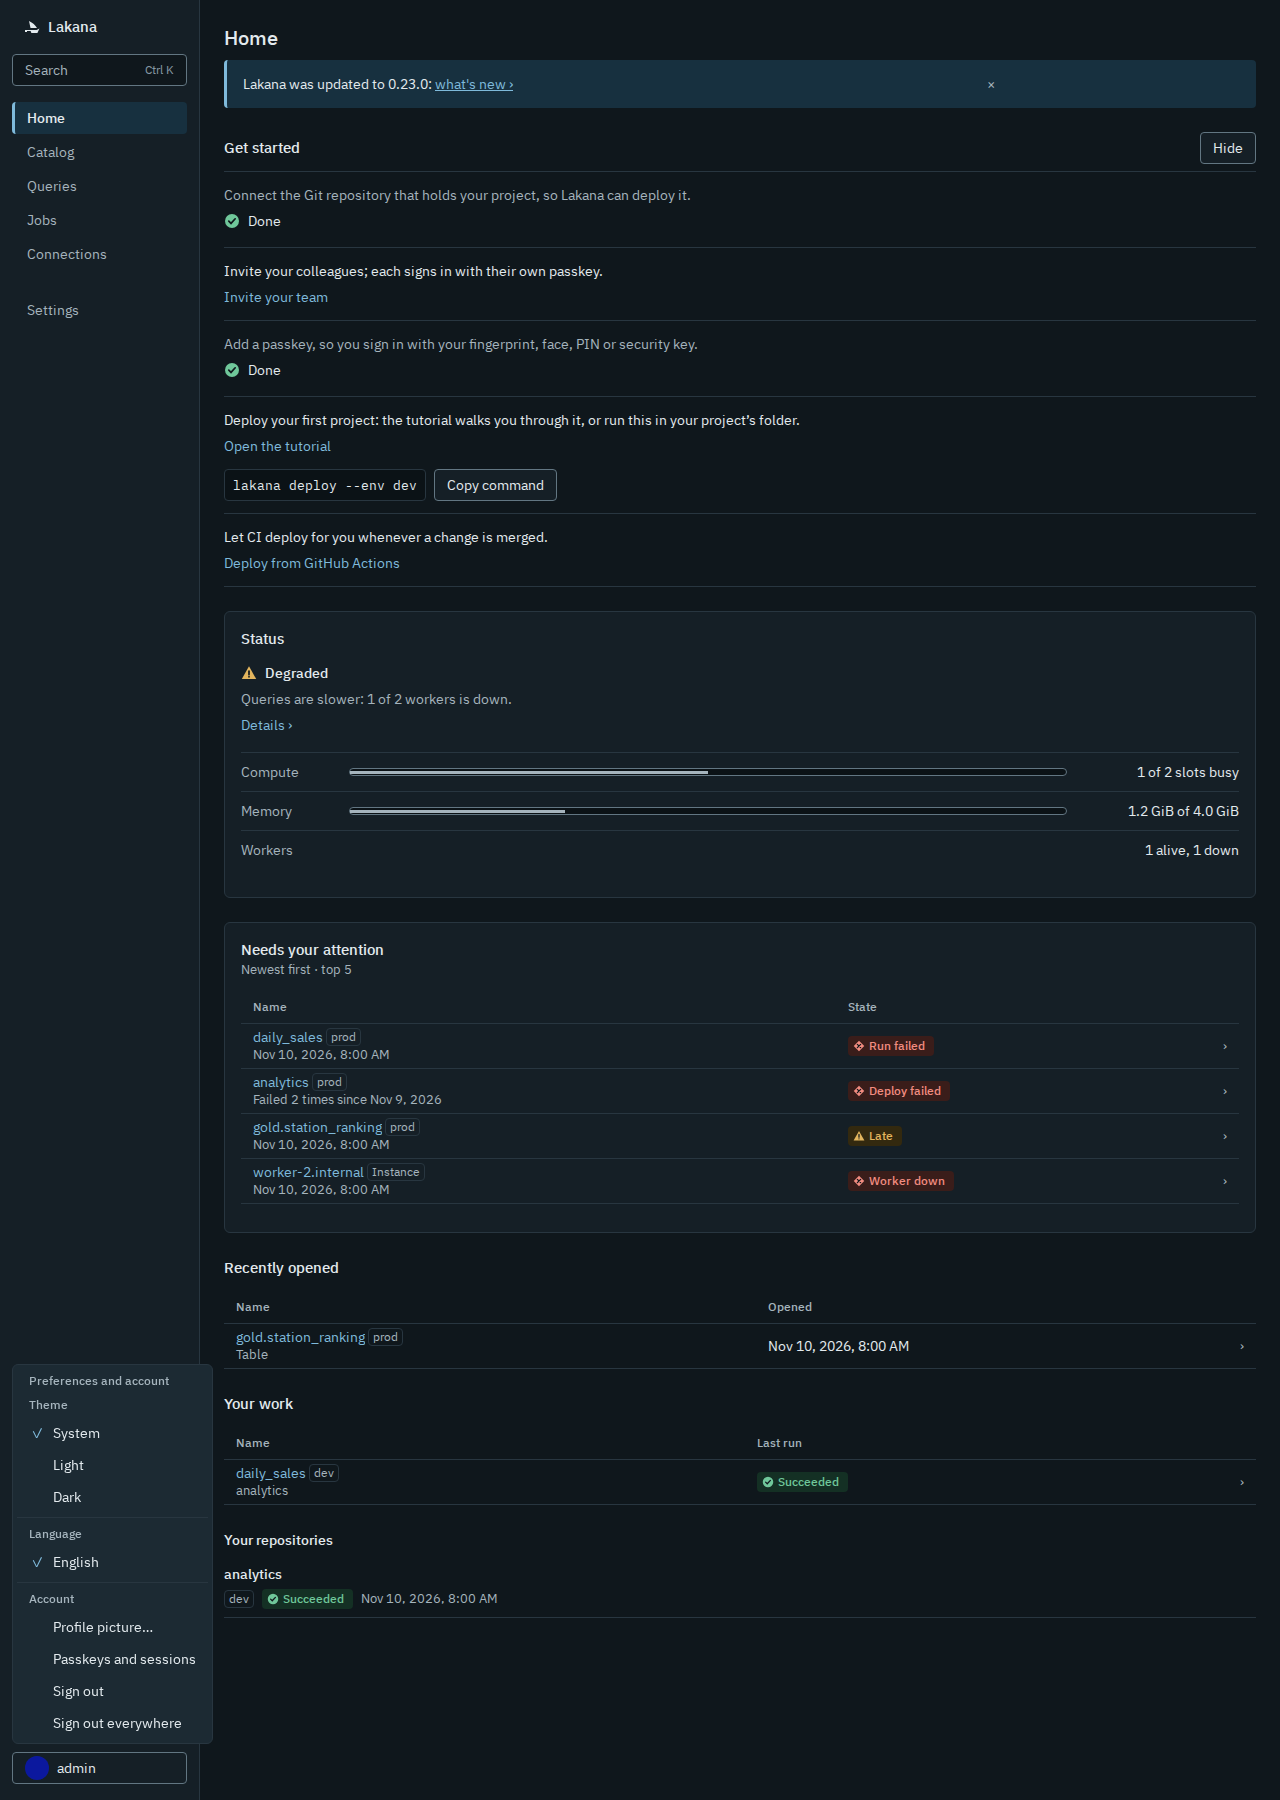 Lakana
Search Ctrl K
Home
Catalog
Queries
Jobs
Connections
Settings
Home
Lakana was updated to 0.23.0: what's new › ×
Get started Hide
Connect the Git repository that holds your project, so Lakana can deploy it.
Done
Invite your colleagues; each signs in with their own passkey.
Invite your team
Add a passkey, so you sign in with your fingerprint, face, PIN or security key.
Done
Deploy your first project: the tutorial walks you through it, or run this in your project’s folder.
Open the tutorial
lakana deploy --env dev Copy command
Let CI deploy for you whenever a change is merged.
Deploy from GitHub Actions
Status
Degraded
Queries are slower: 1 of 2 workers is down.
Details ›
Compute 1 of 2 slots busy
Memory 1.2 GiB of 4.0 GiB
Workers 1 alive, 1 down
Needs your attention
Newest first · top 5
Name State
daily_sales prod
Nov 10, 2026, 8:00 AM
Run failed ›
analytics prod
Failed 2 times since Nov 9, 2026
Deploy failed ›
gold.station_ranking prod
Nov 10, 2026, 8:00 AM
Late ›
worker-2.internal Instance
Nov 10, 2026, 8:00 AM
Worker down ›
Recently opened
Name Opened
gold.station_ranking prod
Table
Nov 10, 2026, 8:00 AM ›
Your work
Name Last run
daily_sales dev
analytics
Succeeded ›
Your repositories
analytics
dev Succeeded Nov 10, 2026, 8:00 AM
Preferences and account
Theme
✓ System
Light
Dark
Language
✓ English
Account
Profile picture…
Passkeys and sessions
Sign out
Sign out everywhere
admin